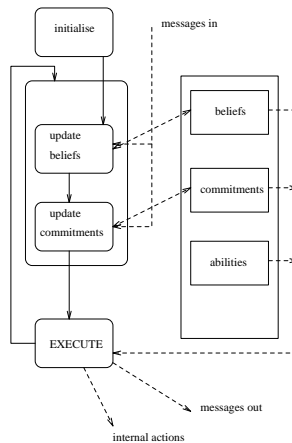 initialise
messages in
update
beliefs
beliefs
update
commitments
commitments
abilities
EXECUTE
messages out
internal actions